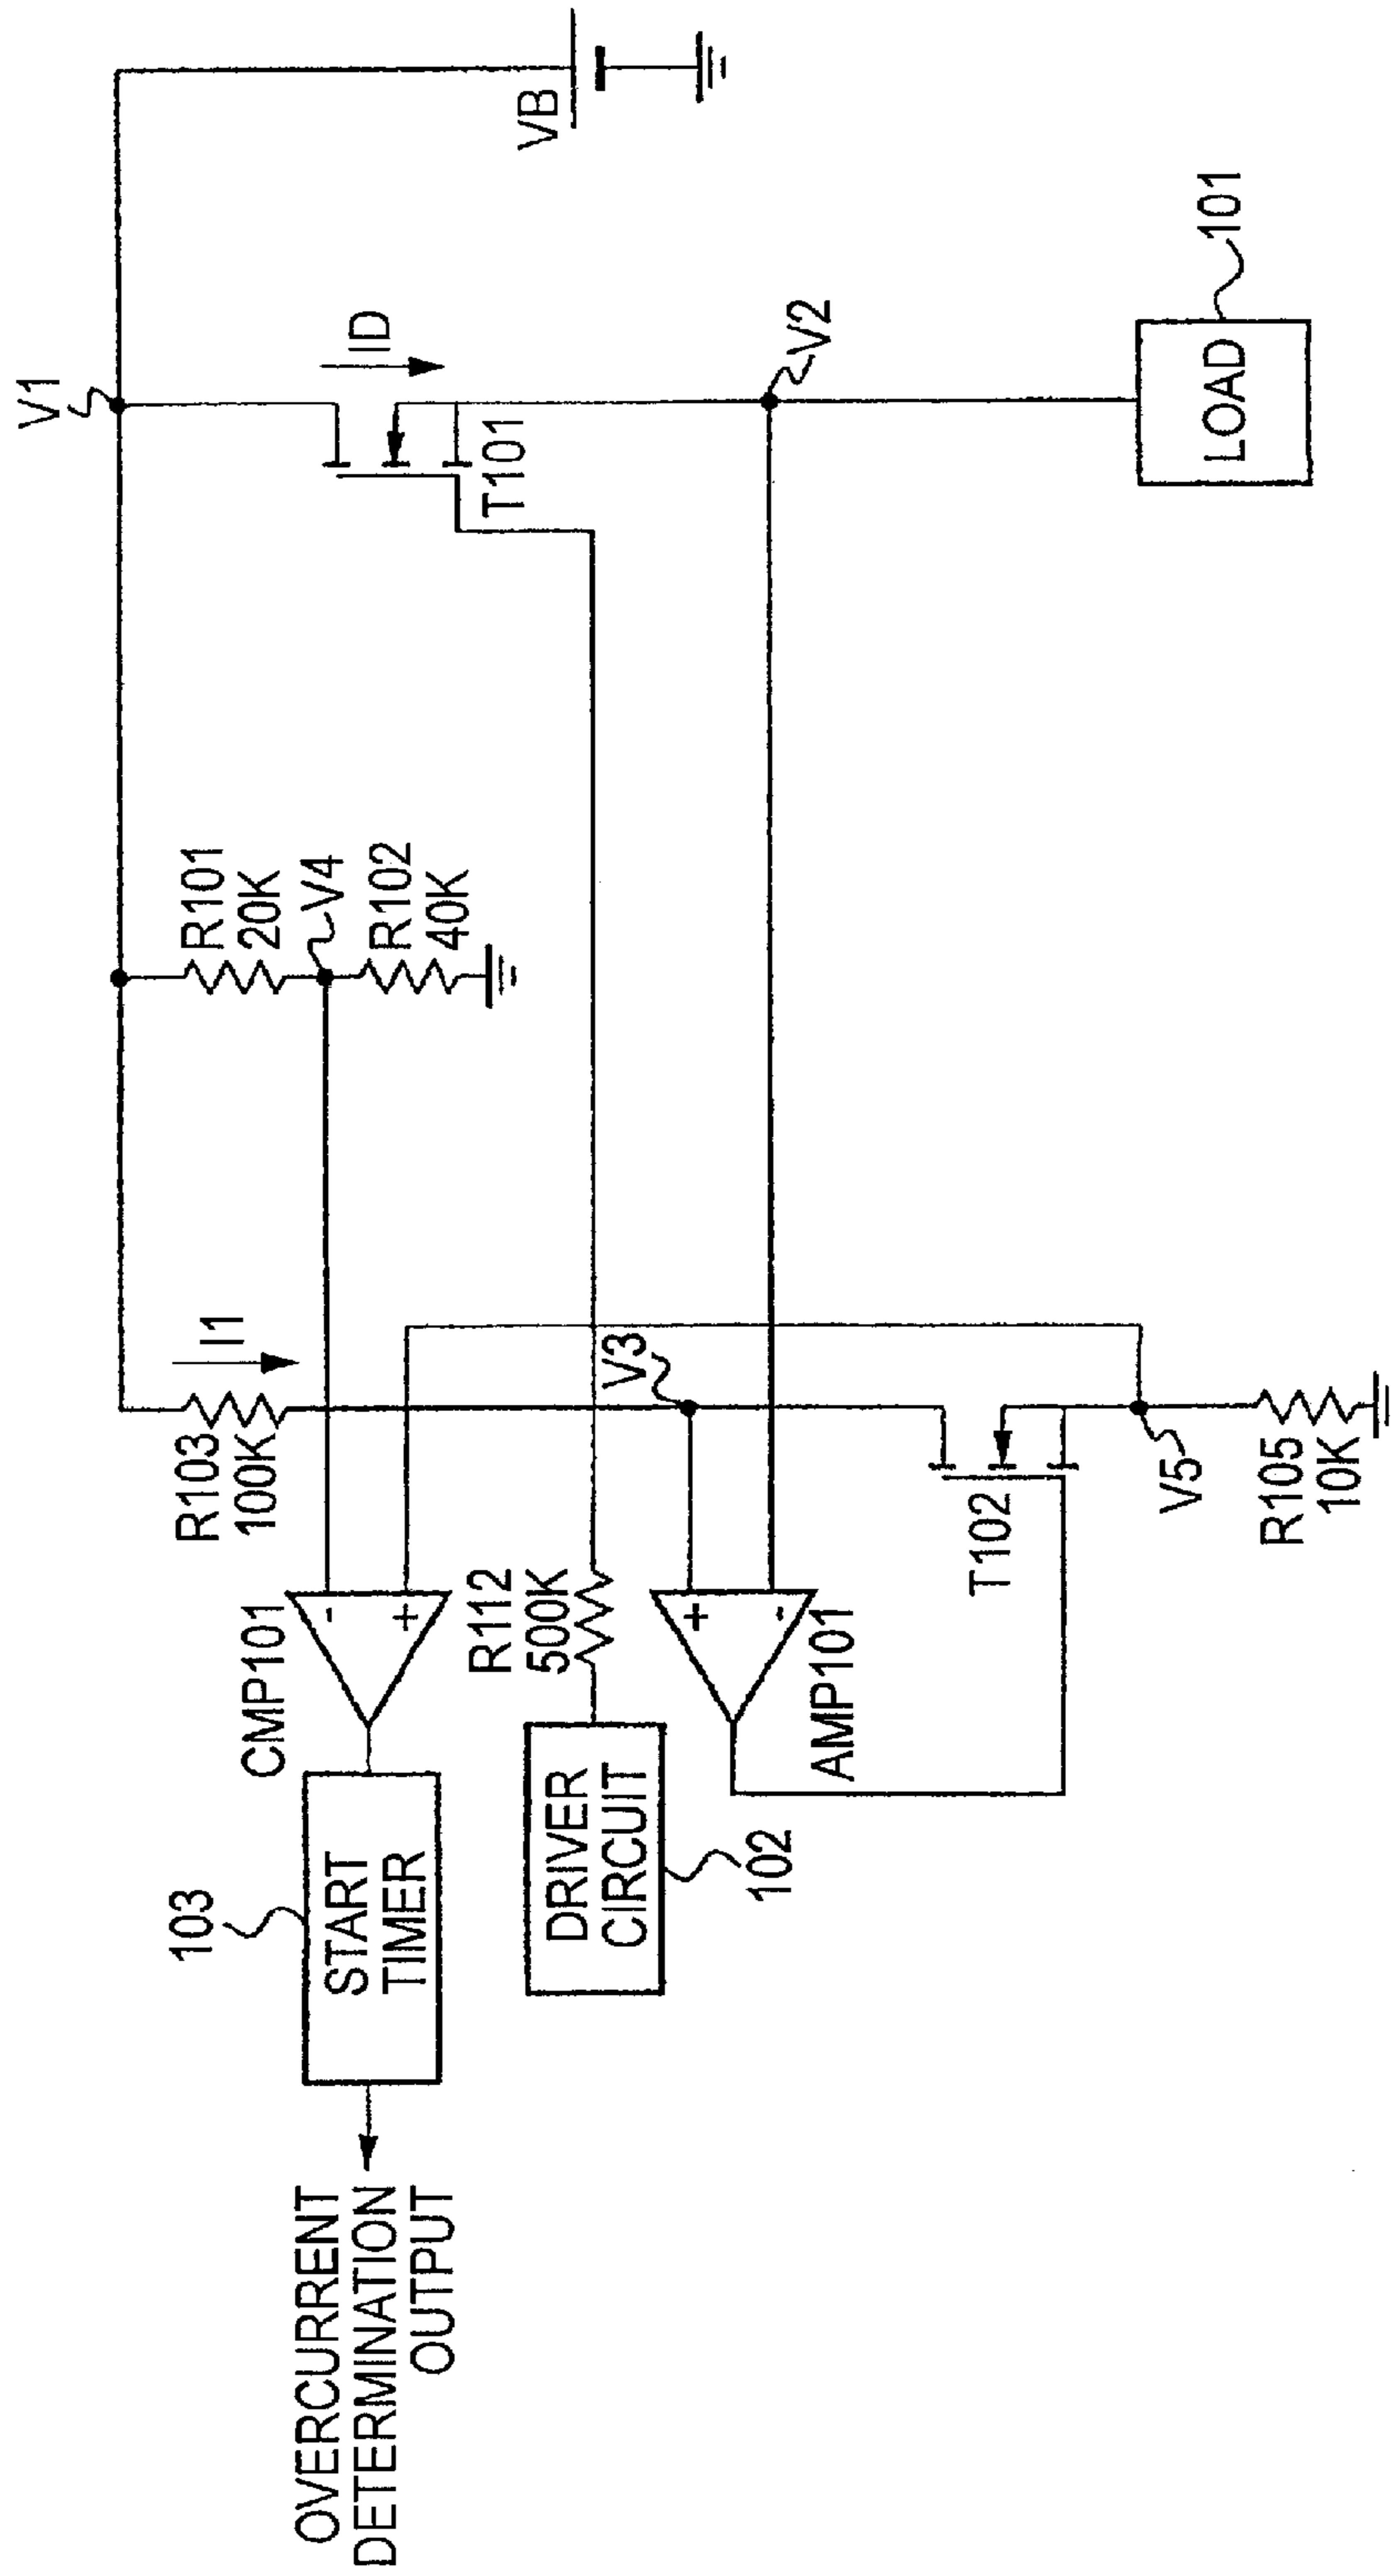 OVERCURRENT
DETERMINATION
OUTPUT
103
START
TIMER
CMP101
-
+
R103
100K
I1
R101
20K
V4
R102
40K
V1
ID
T101
VB
DRIVER
CIRCUIT
102
R112
500K
AMP101
+
-
V3
V2
T102
V5
R105
10K
LOAD
101